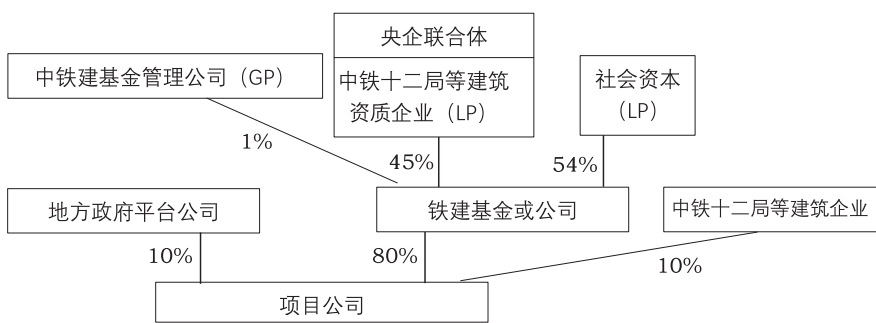 央企联合体
中铁建基金管理公司（GP）
中铁十二局等建筑
资质企业（LP）
社会资本
（LP）
1%
45%
54%
地方政府平台公司
铁建基金或公司
中铁十二局等建筑企业
10%
80%
10%
项目公司